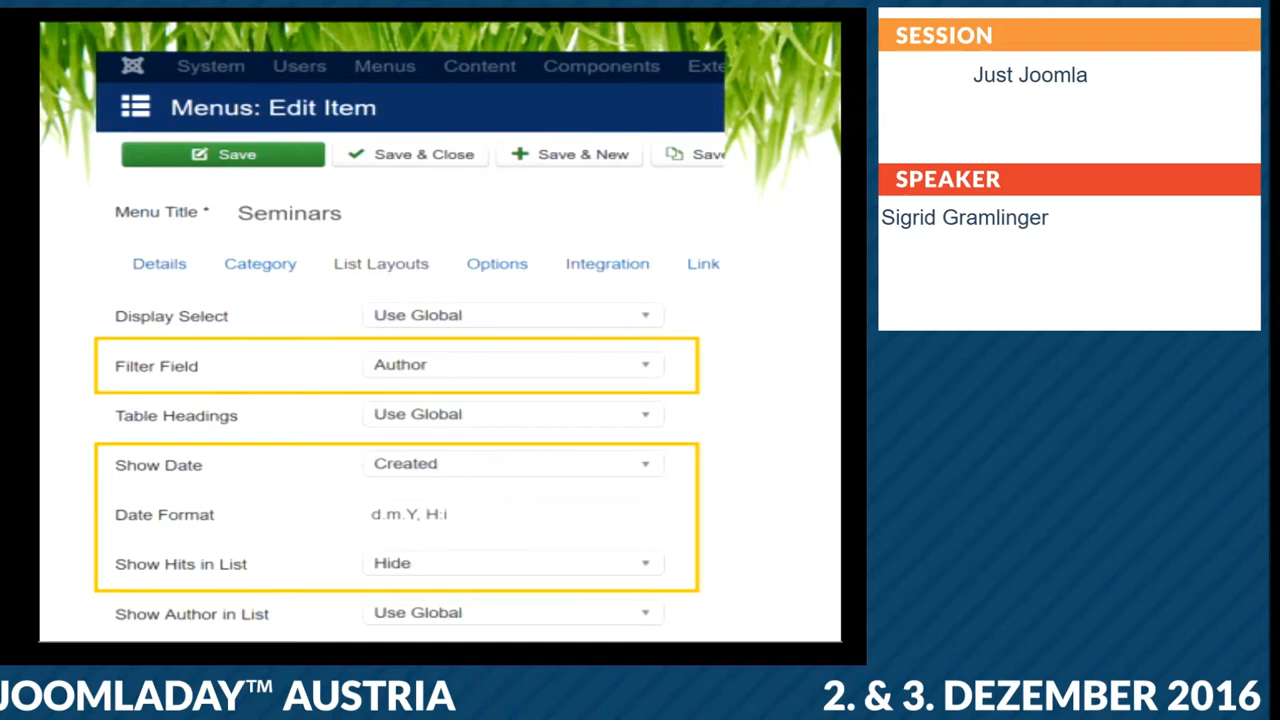 System Users Menus Content Components Exte
Menus: Edit Item
Save Save & Close Save & New Save
Menu Title * Seminars
Details Category List Layouts Options Integration Link
Display Select Use Global
Filter Field Author
Table Headings Use Global
Show Date Created
Date Format d.m.Y, H:i
Show Hits in List Hide
Show Author in List Use Global
SESSION
Just Joomla
SPEAKER
Sigrid Gramlinger
JOOMLADAY™ AUSTRIA
2. & 3. DEZEMBER 2016